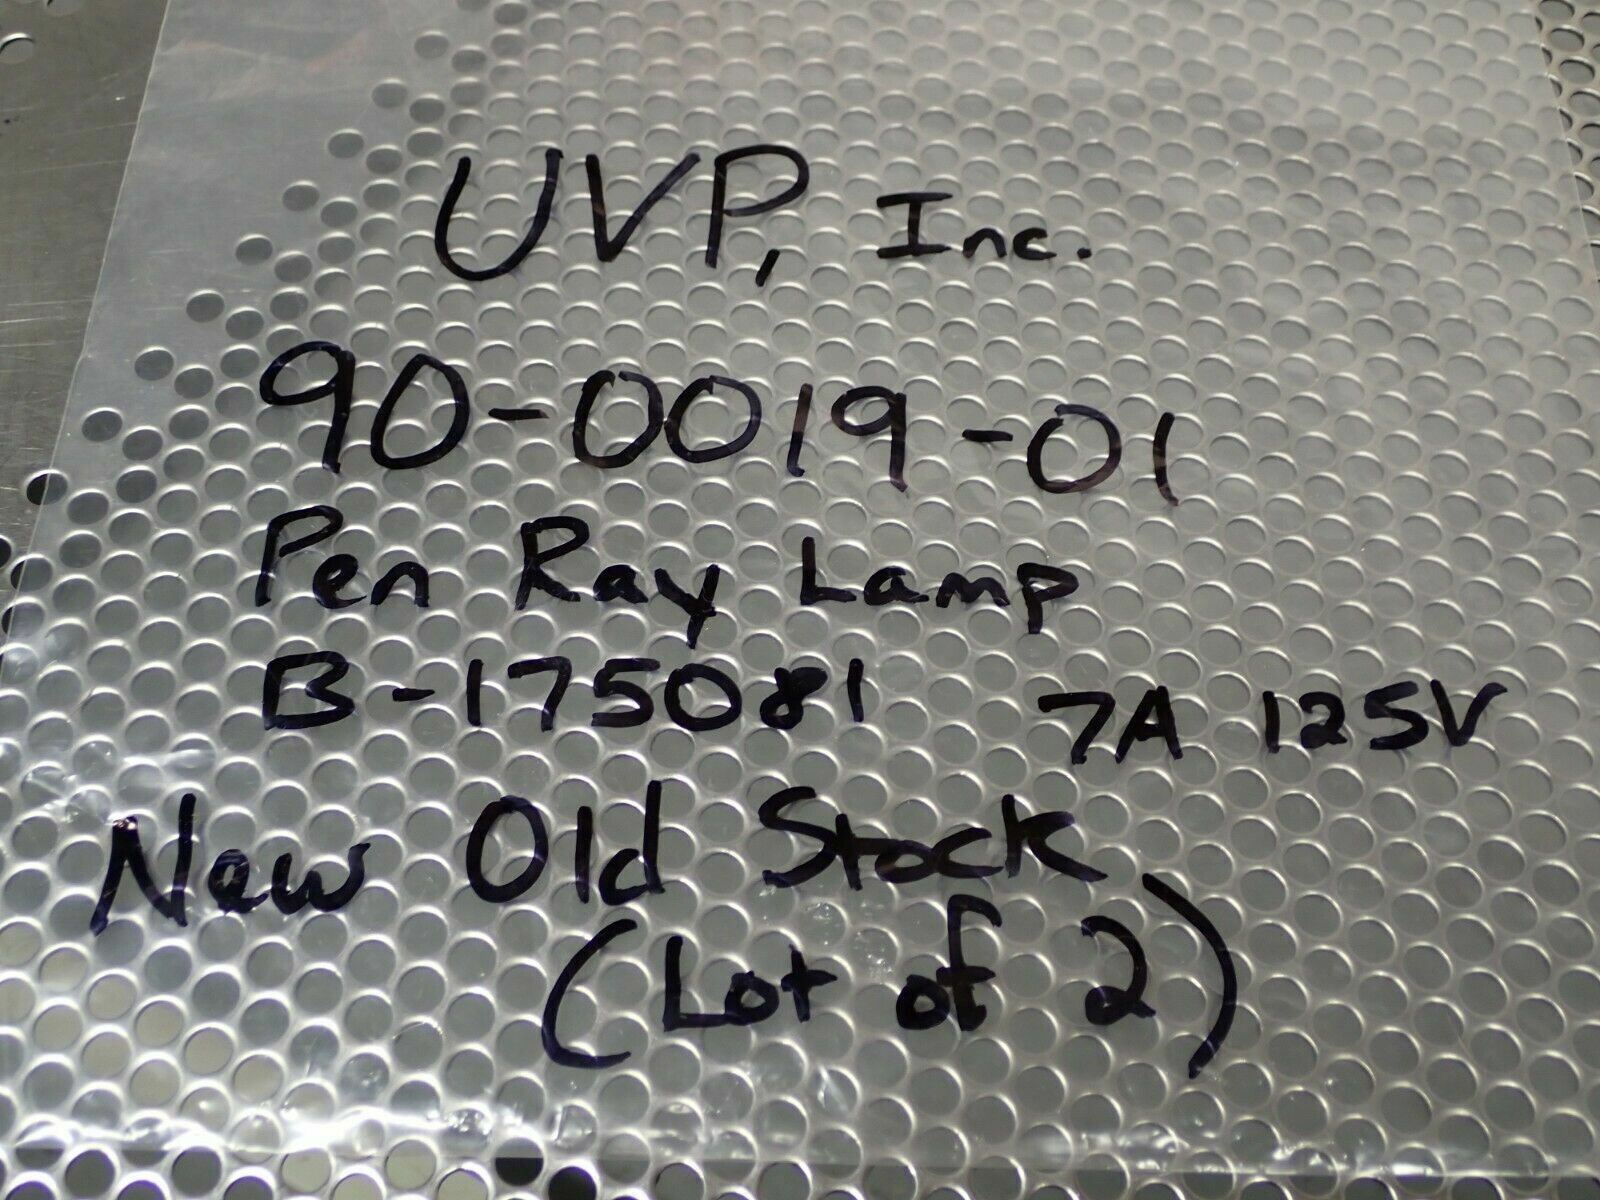 UVP, Inc.
90-0019-01
Pen Ray Lamp
B-175081 7A 125V
New Old Stock
(Lot of 2)